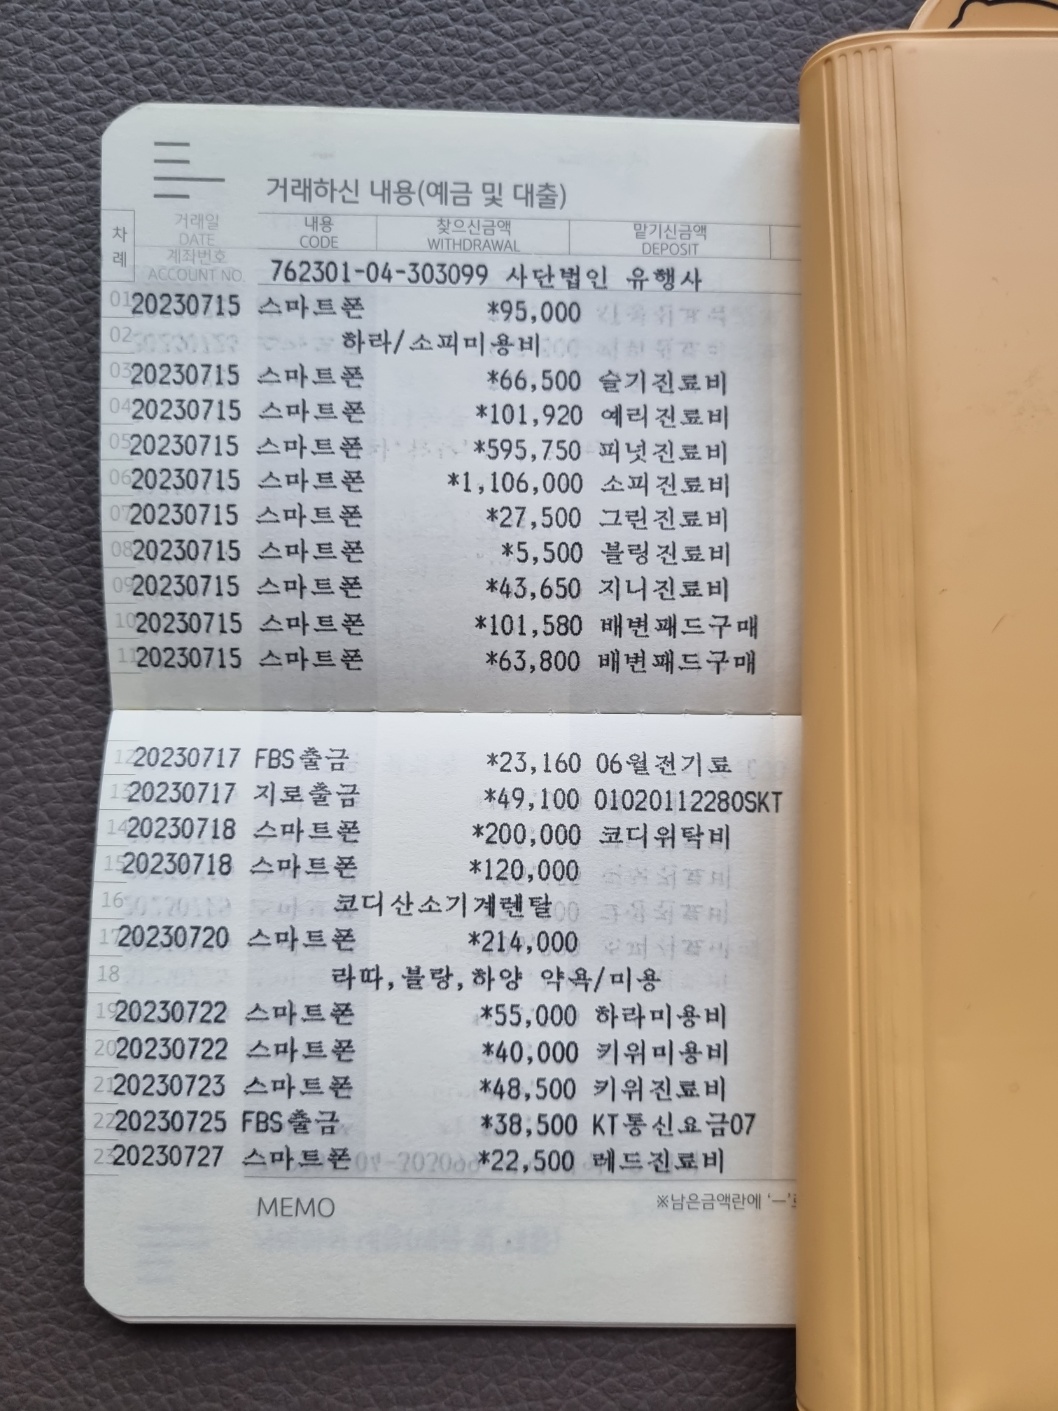 거래하신 내용(예금 및 대출)
차례 거래일 DATE 내용 CODE 찾으신금액 WITHDRAWAL 맡기신금액 DEPOSIT
계좌번호 ACCOUNT NO. 762301-04-303099 사단법인 유행사
01 20230715 스마트폰 *95,000
02 하라/소피미용비
03 20230715 스마트폰 *66,500 슬기진료비
04 20230715 스마트폰 *101,920 예리진료비
05 20230715 스마트폰 *595,750 피넛진료비
06 20230715 스마트폰 *1,106,000 소피진료비
07 20230715 스마트폰 *27,500 그린진료비
08 20230715 스마트폰 *5,500 블링진료비
09 20230715 스마트폰 *43,650 지니진료비
10 20230715 스마트폰 *101,580 배변패드구매
11 20230715 스마트폰 *63,800 배변패드구매
12 20230717 FBS출금 *23,160 06월전기료
13 20230717 지로출금 *49,100 01020112280SKT
14 20230718 스마트폰 *200,000 코디위탁비
15 20230718 스마트폰 *120,000
16 코디산소기계렌탈
17 20230720 스마트폰 *214,000
18 라따,블랑,하양 약욕/미용
19 20230722 스마트폰 *55,000 하라미용비
20 20230722 스마트폰 *40,000 키위미용비
21 20230723 스마트폰 *48,500 키위진료비
22 20230725 FBS출금 *38,500 KT통신요금07
23 20230727 스마트폰 *22,500 레드진료비
MEMO
※남은금액란에 '—'